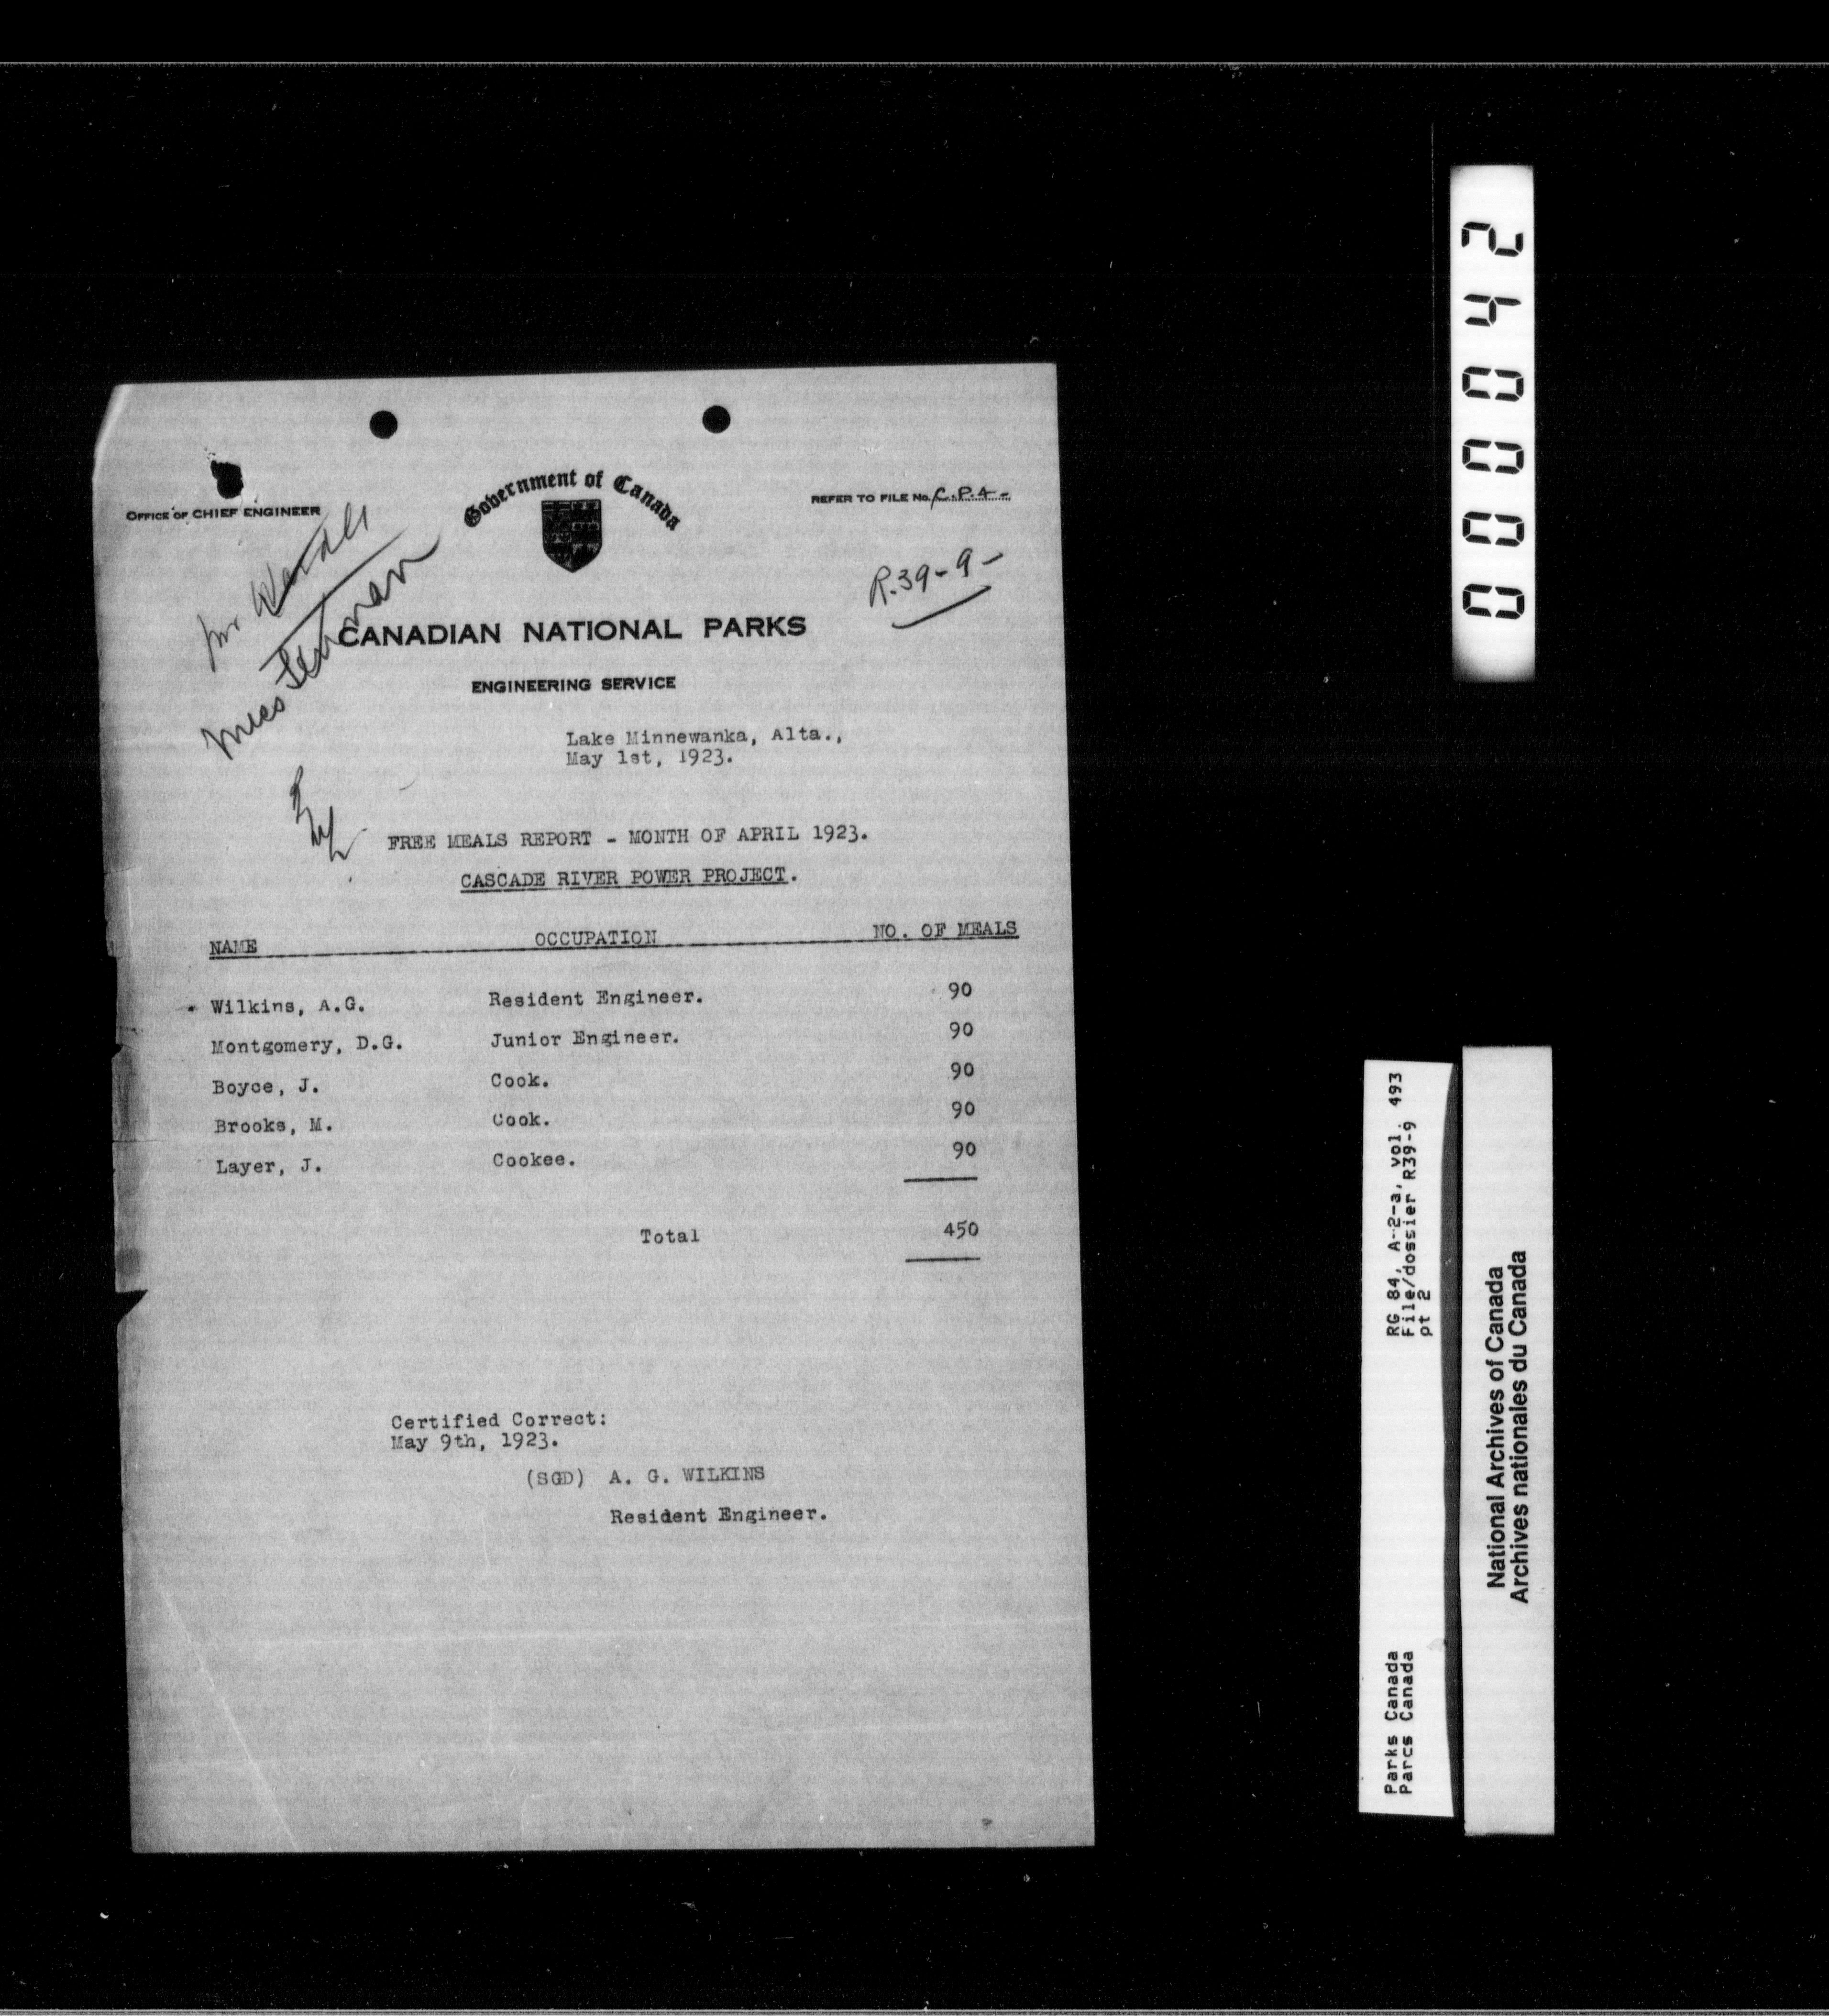 OFFICE OF CHIEF ENGINEER
Government of Canada
REFER TO FILE No. C.P.4-
R.39-9-
Miss
CANADIAN NATIONAL PARKS
ENGINEERING SERVICE
Lake Minnewanka, Alta.,
May 1st, 1923.
FREE MEALS REPORT - MONTH OF APRIL 1923.
CASCADE RIVER POWER PROJECT.
NAME OCCUPATION NO. OF MEALS
Wilkins, A.G. Resident Engineer. 90
Montgomery, D.G. Junior Engineer. 90
Boyce, J. Cook. 90
Brooks, M. Cook. 90
Layer, J. Cookee. 90
Total 450
Certified Correct:
May 9th, 1923.
(SGD) A. G. WILKINS
Resident Engineer.
000042
RG 84, A-2-a, vol. 493
File/dossier R39-9
pt 2
Parks Canada
Parcs Canada
National Archives of Canada
Archives nationales du Canada